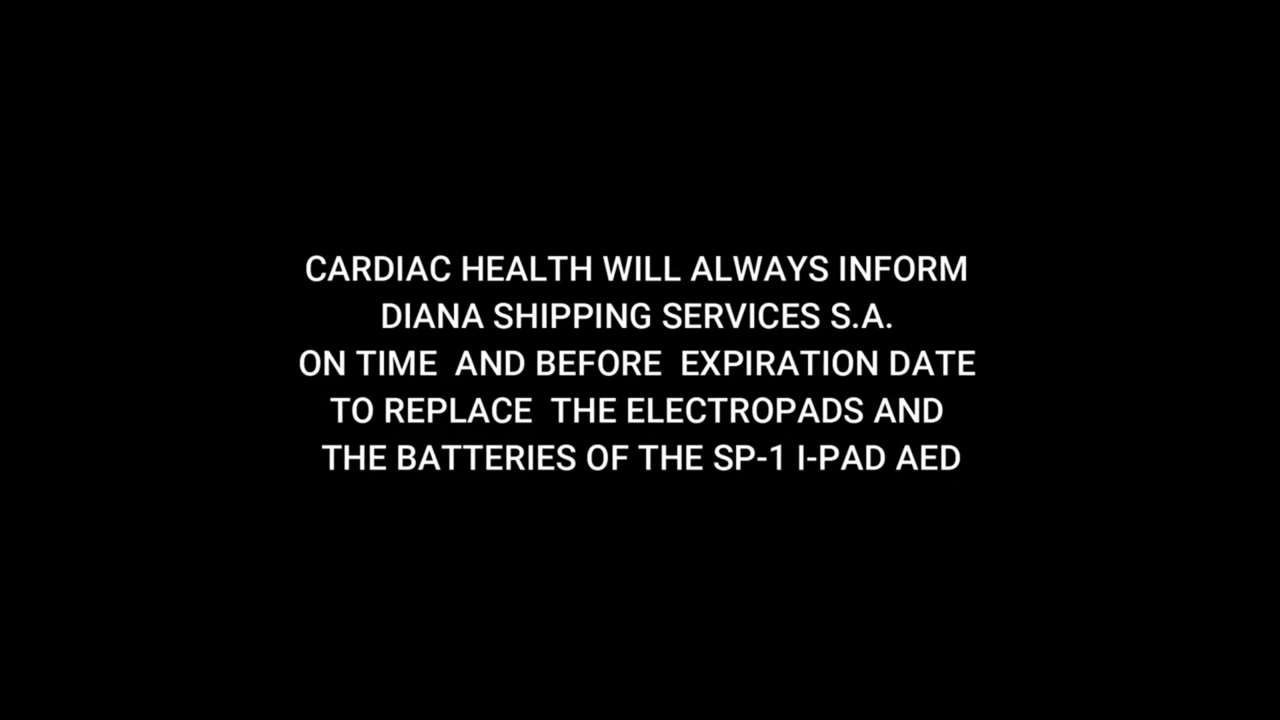 CARDIAC HEALTH WILL ALWAYS INFORM
DIANA SHIPPING SERVICES S.A.
ON TIME  AND BEFORE  EXPIRATION DATE
TO REPLACE  THE ELECTROPADS AND
THE BATTERIES OF THE SP-1 I-PAD AED